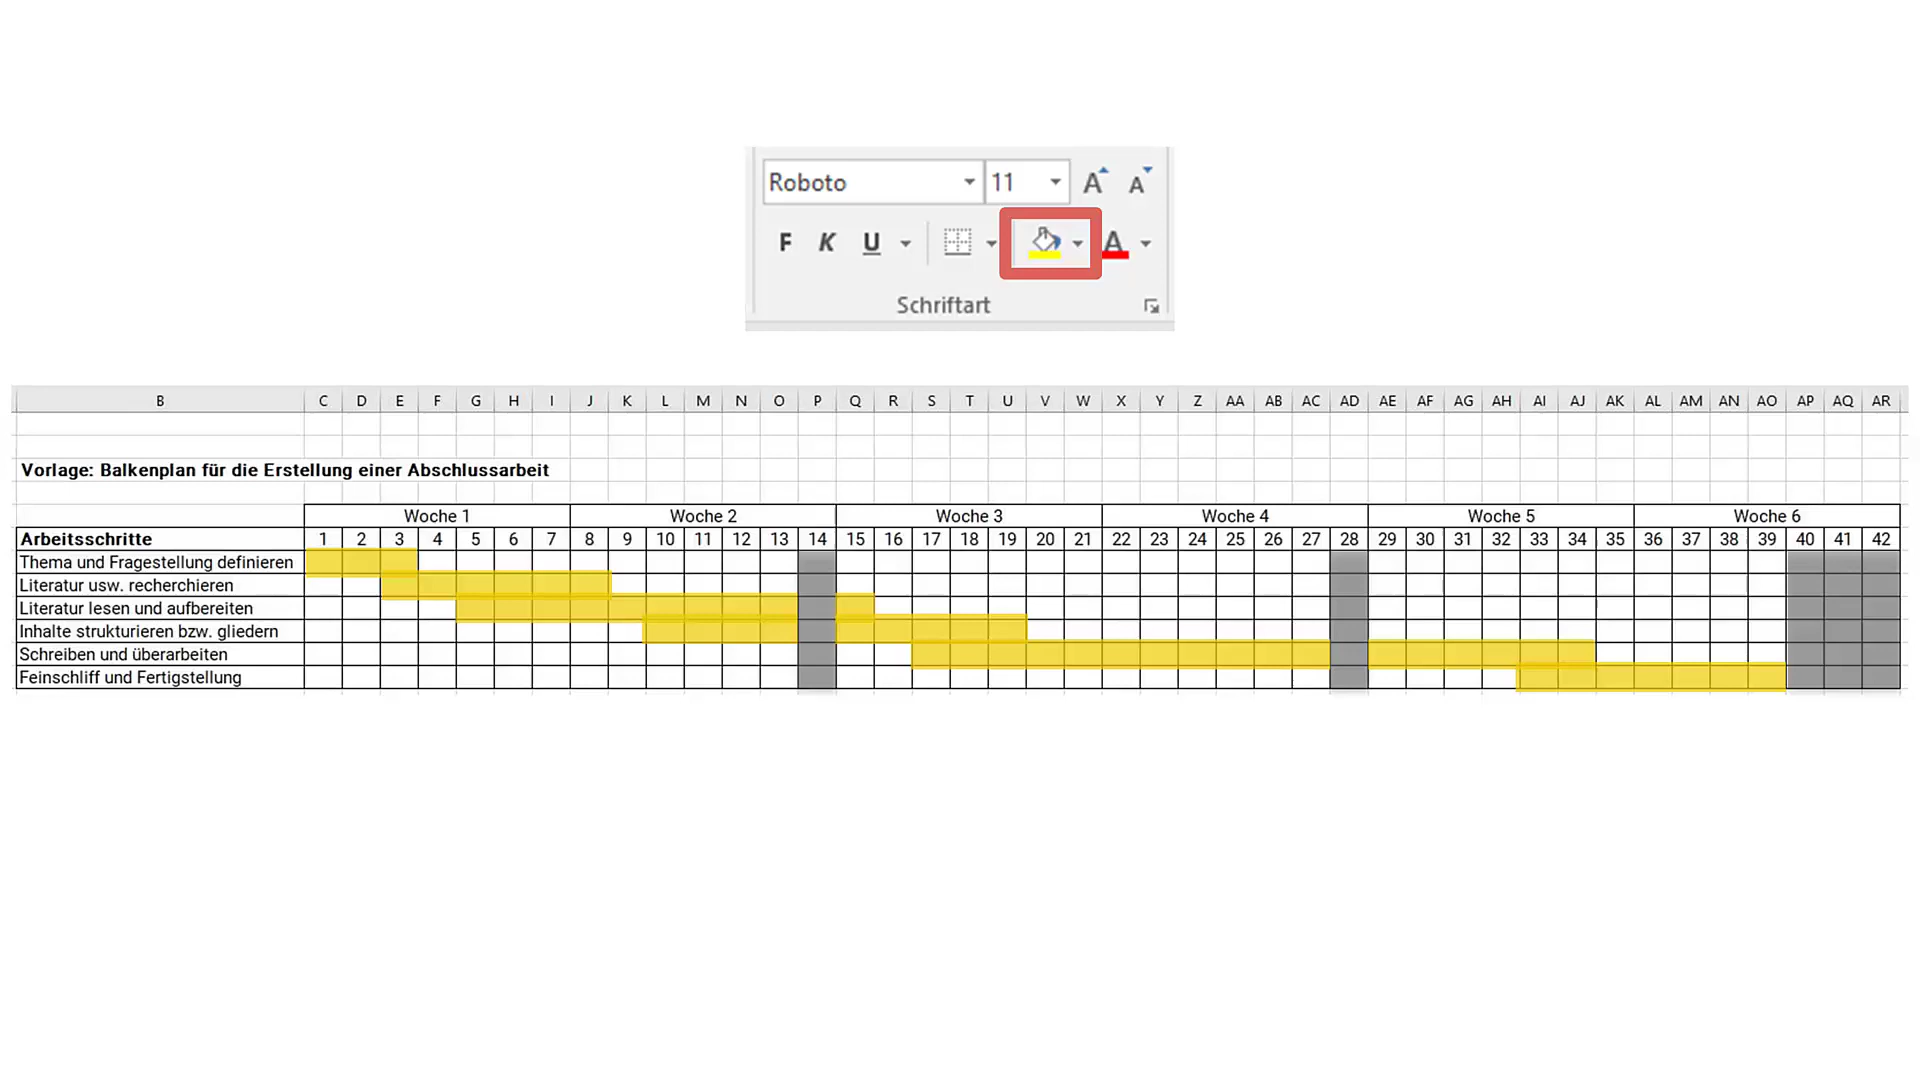 Roboto 11 A A
F K U A
Schriftart
B C D E F G H I J K L M N O P Q R S T U V W X Y Z AA AB AC AD AE AF AG AH AI AJ AK AL AM AN AO AP AQ AR
Vorlage: Balkenplan für die Erstellung einer Abschlussarbeit
Woche 1 Woche 2 Woche 3 Woche 4 Woche 5 Woche 6
Arbeitsschritte 1 2 3 4 5 6 7 8 9 10 11 12 13 14 15 16 17 18 19 20 21 22 23 24 25 26 27 28 29 30 31 32 33 34 35 36 37 38 39 40 41 42
Thema und Fragestellung definieren
Literatur usw. recherchieren
Literatur lesen und aufbereiten
Inhalte strukturieren bzw. gliedern
Schreiben und überarbeiten
Feinschliff und Fertigstellung